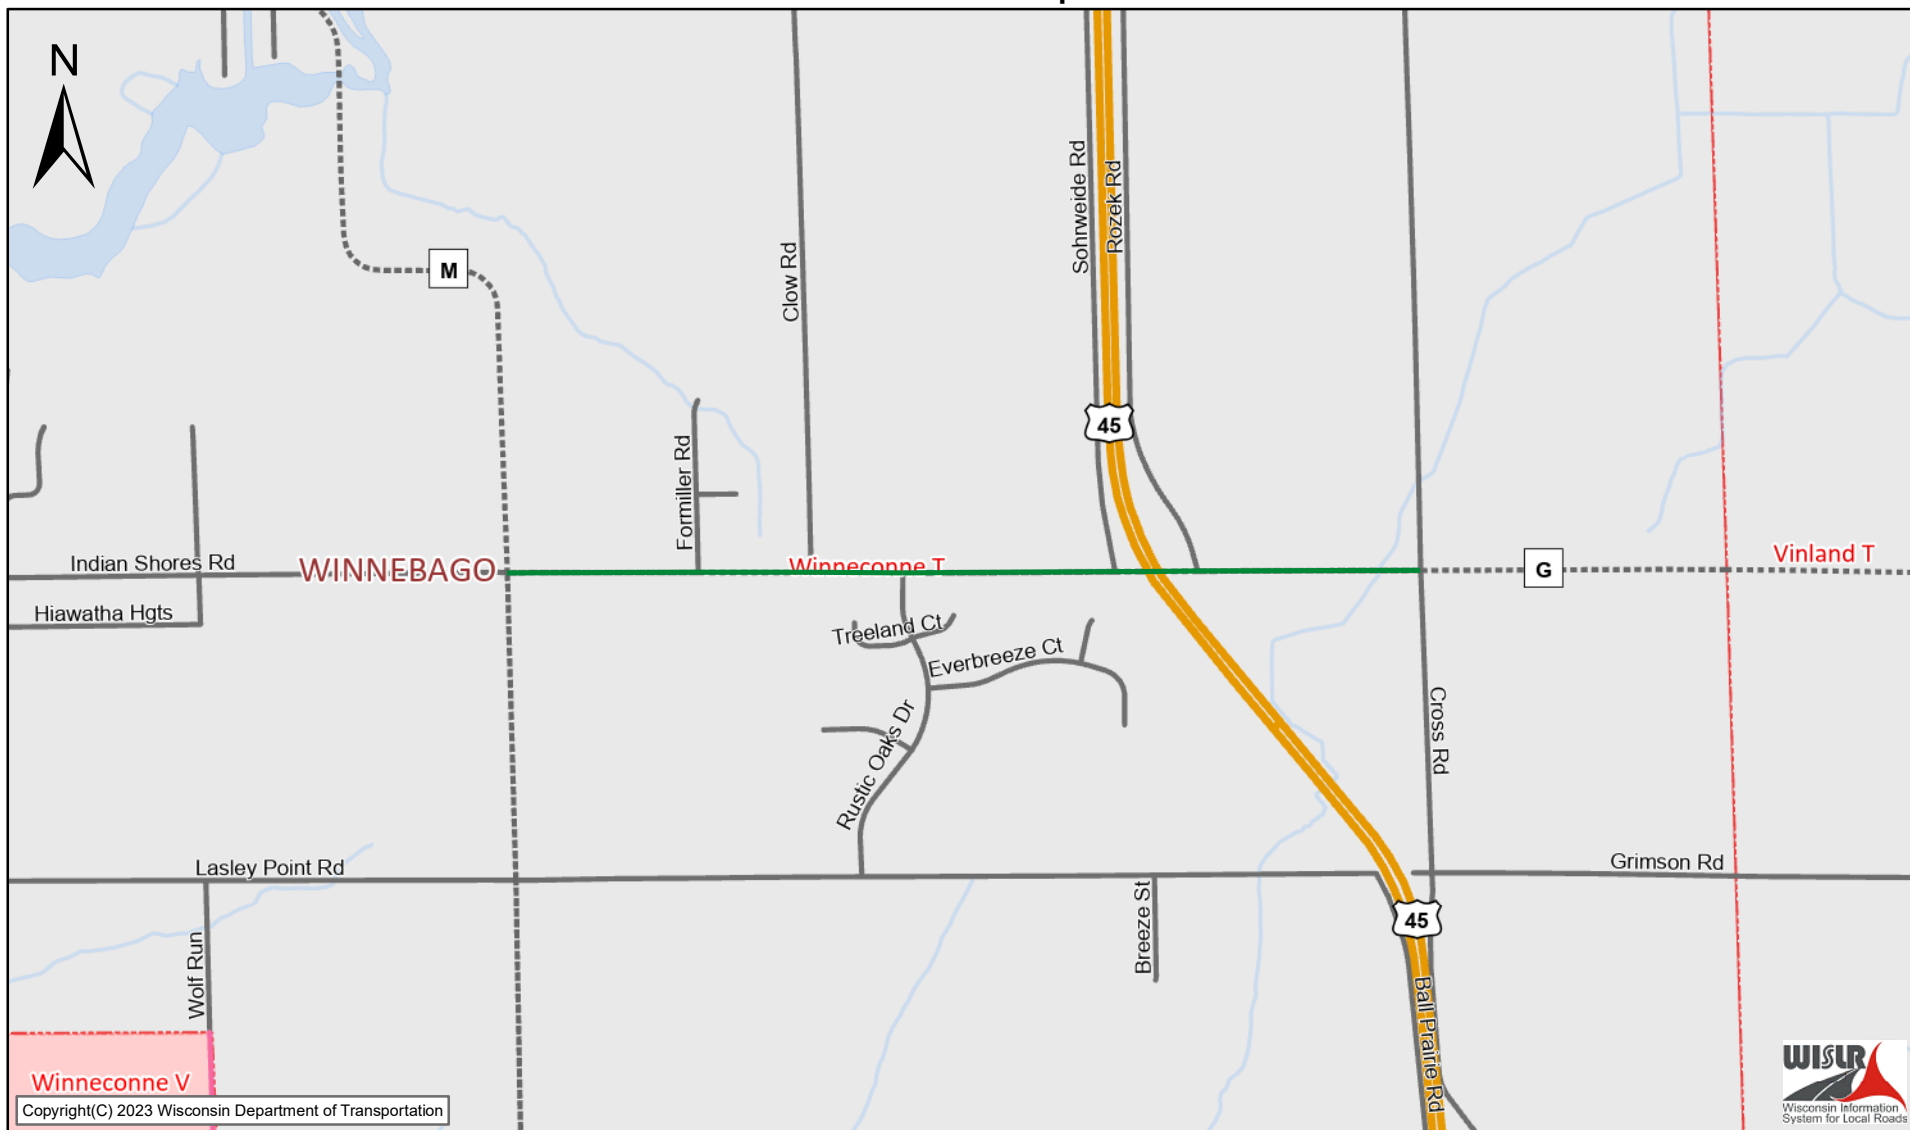 N
M
Clow Rd
Sohrweide Rd
Rozek Rd
45
Formiller Rd
Indian Shores Rd
WINNEBAGO
Winneconne T
G
Vinland T
Hiawatha Hgts
Treeland Ct
Everbreeze Ct
Rustic Oaks Dr
Cross Rd
Lasley Point Rd
Grimson Rd
Wolf Run
Breeze St
45
Ball Prairie Rd
Winneconne V
Copyright(C) 2023 Wisconsin Department of Transportation
WISLR
Wisconsin Information
System for Local Roads